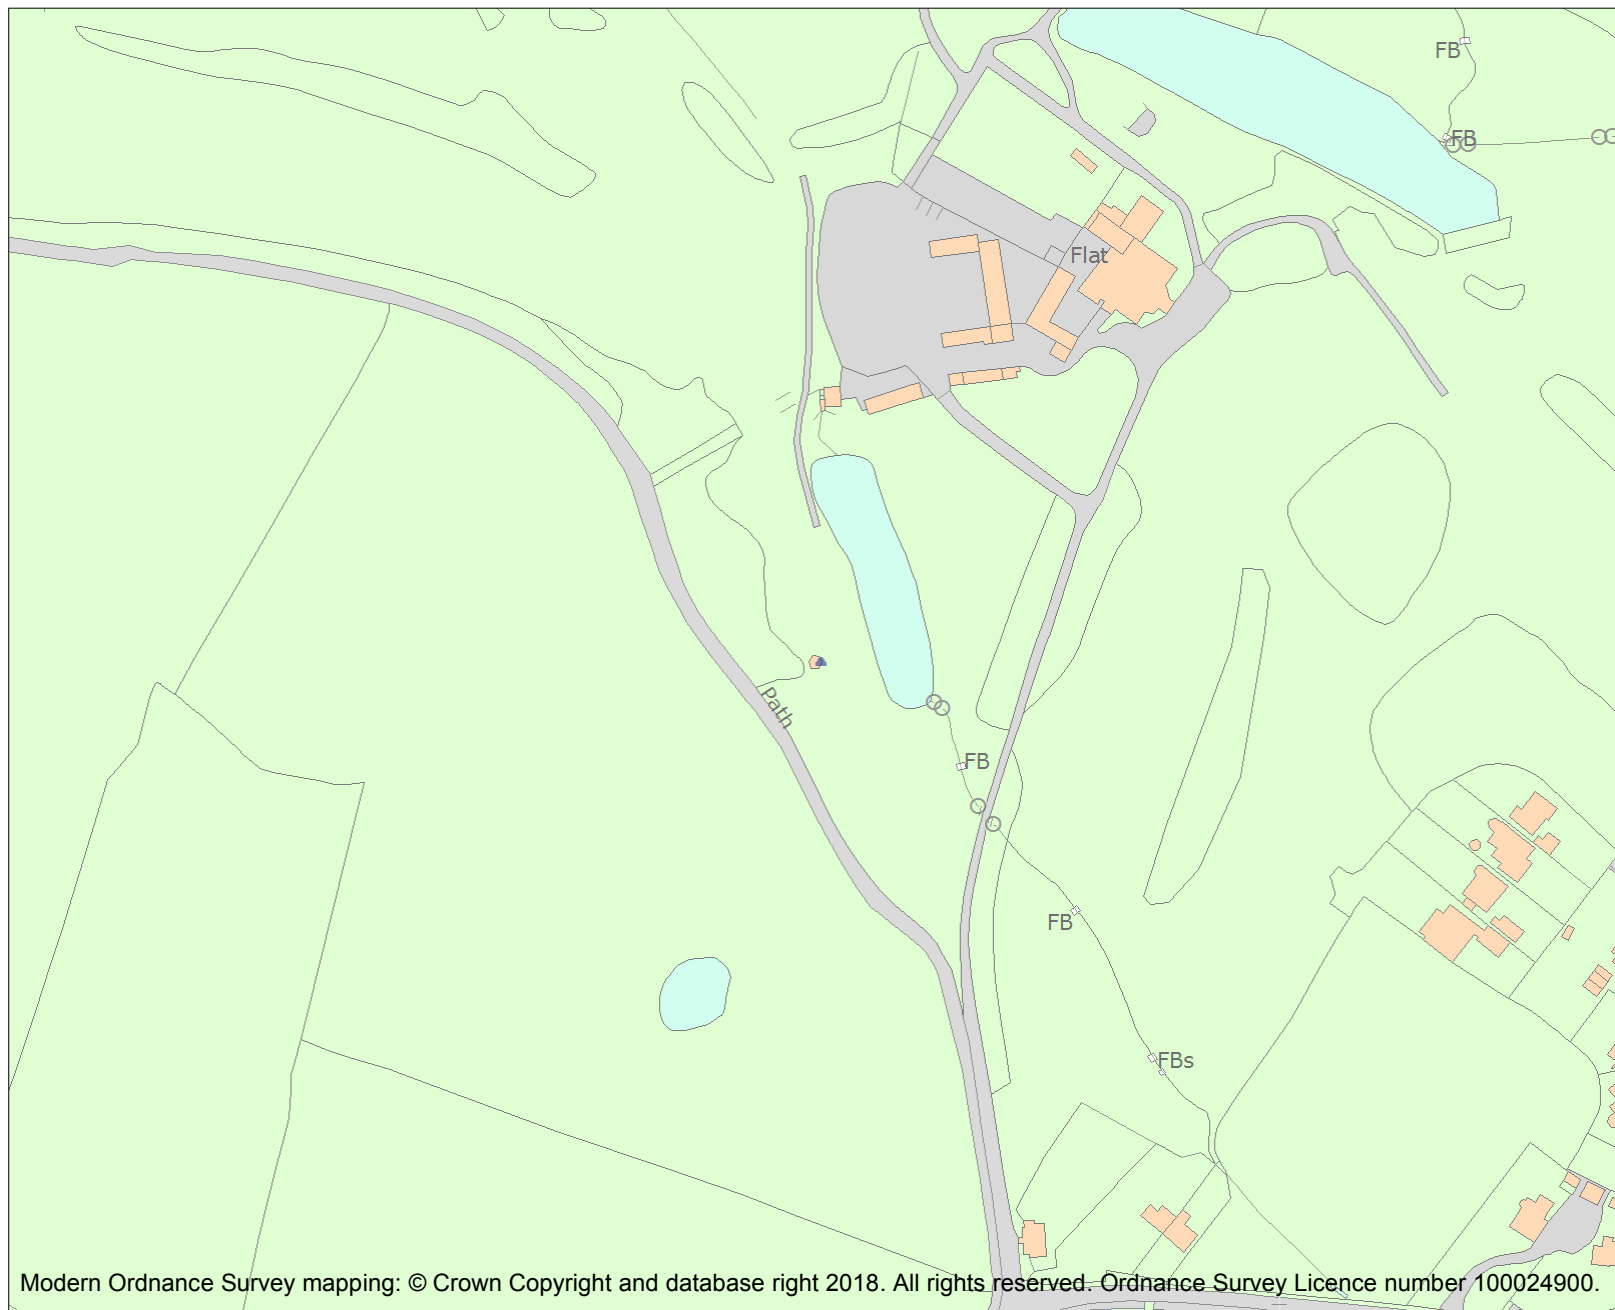 FB
FB
Flat
Path
FB
FB
FBs
Modern Ordnance Survey mapping: © Crown Copyright and database right 2018. All rights reserved. Ordnance Survey Licence number 100024900.